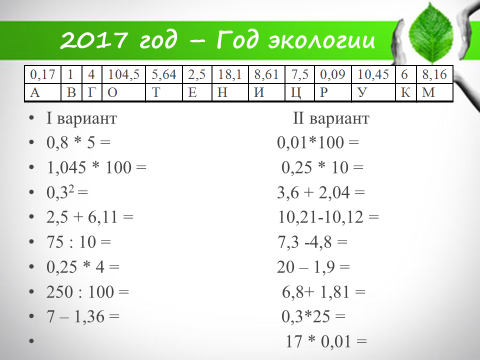 2017 год – Год экологии
0,17 1 4 104,5 5,64 2,5 18,1 8,61 7,5 0,09 10,45 6 8,16
А В Г О Т Е Н И Ц Р У К М
• I вариант II вариант
• 0,8 * 5 = 0,01*100 =
• 1,045 * 100 = 0,25 * 10 =
• 0,3² = 3,6 + 2,04 =
• 2,5 + 6,11 = 10,21-10,12 =
• 75 : 10 = 7,3 -4,8 =
• 0,25 * 4 = 20 – 1,9 =
• 250 : 100 = 6,8+ 1,81 =
• 7 – 1,36 = 0,3*25 =
• 17 * 0,01 =